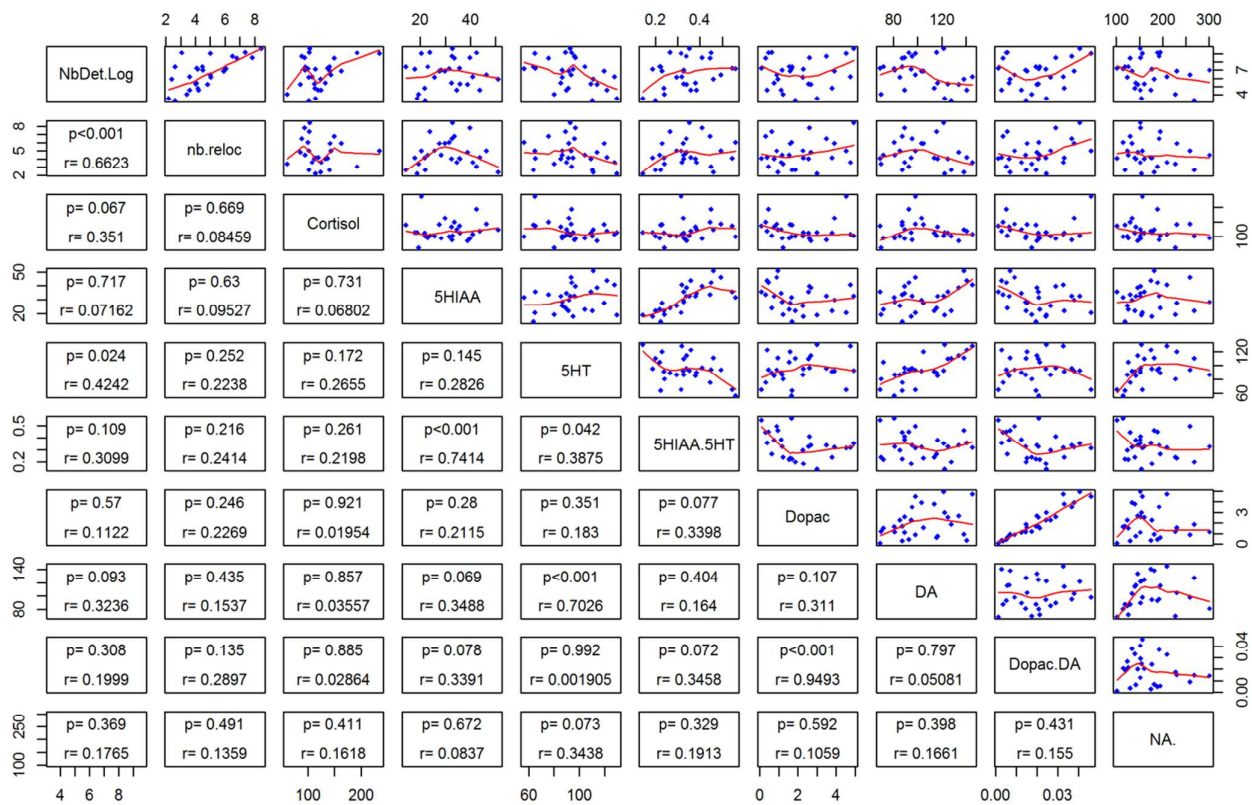 2 4 6 8 20 40 0.2 0.4 80 120 100 200 300
NbDet.Log 4 7
2 5 8 p<0.001 nb.reloc
r= 0.6623
p= 0.067 p= 0.669 Cortisol 100
r= 0.351 r= 0.08459
20 50 p= 0.717 p= 0.63 p= 0.731 5HIAA
r= 0.07162 r= 0.09527 r= 0.06802
p= 0.024 p= 0.252 p= 0.172 p= 0.145 5HT 60 120
r= 0.4242 r= 0.2238 r= 0.2655 r= 0.2826
0.2 0.5 p= 0.109 p= 0.216 p= 0.261 p<0.001 p= 0.042 5HIAA.5HT
r= 0.3099 r= 0.2414 r= 0.2198 r= 0.7414 r= 0.3875
p= 0.57 p= 0.246 p= 0.921 p= 0.28 p= 0.351 p= 0.077 Dopac 0 3
r= 0.1122 r= 0.2269 r= 0.01954 r= 0.2115 r= 0.183 r= 0.3398
80 140 p= 0.093 p= 0.435 p= 0.857 p= 0.069 p<0.001 p= 0.404 p= 0.107 DA
r= 0.3236 r= 0.1537 r= 0.03557 r= 0.3488 r= 0.7026 r= 0.164 r= 0.311
p= 0.308 p= 0.135 p= 0.885 p= 0.078 p= 0.992 p= 0.072 p<0.001 p= 0.797 Dopac.DA 0.00 0.04
r= 0.1999 r= 0.2897 r= 0.02864 r= 0.3391 r= 0.001905 r= 0.3458 r= 0.9493 r= 0.05081
100 250 p= 0.369 p= 0.491 p= 0.411 p= 0.672 p= 0.073 p= 0.329 p= 0.592 p= 0.398 p= 0.431 NA.
r= 0.1765 r= 0.1359 r= 0.1618 r= 0.0837 r= 0.3438 r= 0.1913 r= 0.1059 r= 0.1661 r= 0.155
4 6 8 100 200 60 100 0 2 4 0.00 0.03